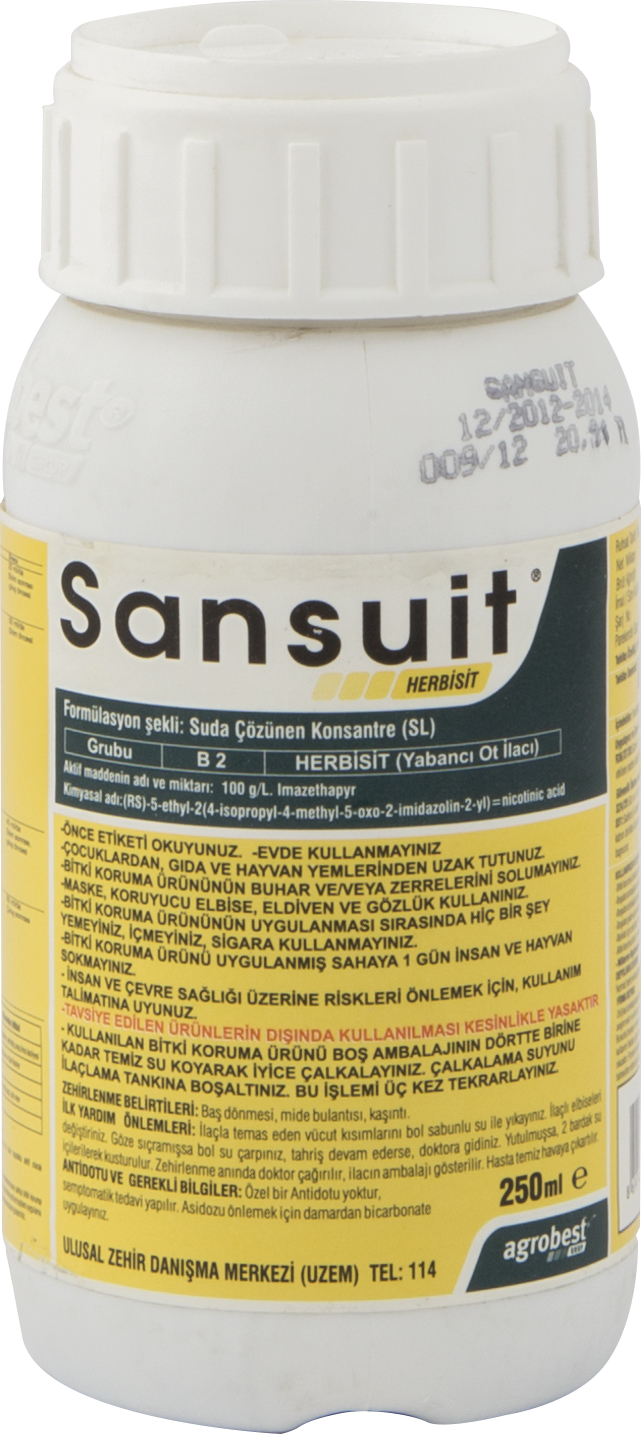 SANSUIT
12/2012-2014
009/12
Sansuit®
HERBİSİT
Formülasyon şekli: Suda Çözünen Konsantre (SL)
Grubu B 2 HERBİSİT (Yabancı Ot İlacı)
Aktif maddenin adı ve miktarı: 100 g/L. Imazethapyr
Kimyasal adı:(RS)-5-ethyl-2(4-isopropyl-4-methyl-5-oxo-2-imidazolin-2-yl)=nicotinic acid
-ÖNCE ETİKETİ OKUYUNUZ. -EVDE KULLANMAYINIZ
-ÇOCUKLARDAN, GIDA VE HAYVAN YEMLERİNDEN UZAK TUTUNUZ.
-BİTKİ KORUMA ÜRÜNÜNÜN BUHAR VE/VEYA ZERRELERİNİ SOLUMAYINIZ.
-MASKE, KORUYUCU ELBİSE, ELDİVEN VE GÖZLÜK KULLANINIZ.
-BİTKİ KORUMA ÜRÜNÜNÜN UYGULANMASI SIRASINDA HİÇ BİR ŞEY
YEMEYİNİZ, İÇMEYİNİZ, SİGARA KULLANMAYINIZ.
-BİTKİ KORUMA ÜRÜNÜ UYGULANMIŞ SAHAYA 1 GÜN İNSAN VE HAYVAN
SOKMAYINIZ.
- İNSAN VE ÇEVRE SAĞLIĞI ÜZERİNE RİSKLERİ ÖNLEMEK İÇİN, KULLANIM
TALİMATINA UYUNUZ.
-TAVSİYE EDİLEN ÜRÜNLERİN DIŞINDA KULLANILMASI KESİNLİKLE YASAKTIR
- KULLANILAN BİTKİ KORUMA ÜRÜNÜ BOŞ AMBALAJININ DÖRTTE BİRİNE
KADAR TEMİZ SU KOYARAK İYİCE ÇALKALAYINIZ. ÇALKALAMA SUYUNU
İLAÇLAMA TANKINA BOŞALTINIZ. BU İŞLEMİ ÜÇ KEZ TEKRARLAYINIZ.
ZEHİRLENME BELİRTİLERİ: Baş dönmesi, mide bulantısı, kaşıntı.
İLK YARDIM ÖNLEMLERİ: İlaçla temas eden vücut kısımlarını bol sabunlu su ile yıkayınız. İlaçlı elbiseleri
değiştiriniz. Göze sıçramışsa bol su çarpınız, tahriş devam ederse, doktora gidiniz. Yutulmuşsa, 2 bardak su
içilerilerek kusturulur. Zehirlenme anında doktor çağırılır, ilacın ambalajı gösterilir. Hasta temiz havaya çıkartılır.
ANTİDOTU VE GEREKLİ BİLGİLER: Özel bir Antidotu yoktur,
semptomatik tedavi yapılır. Asidozu önlemek için damardan bicarbonate
uygulayınız.
250ml e
ULUSAL ZEHİR DANIŞMA MERKEZİ (UZEM) TEL: 114
agrobest